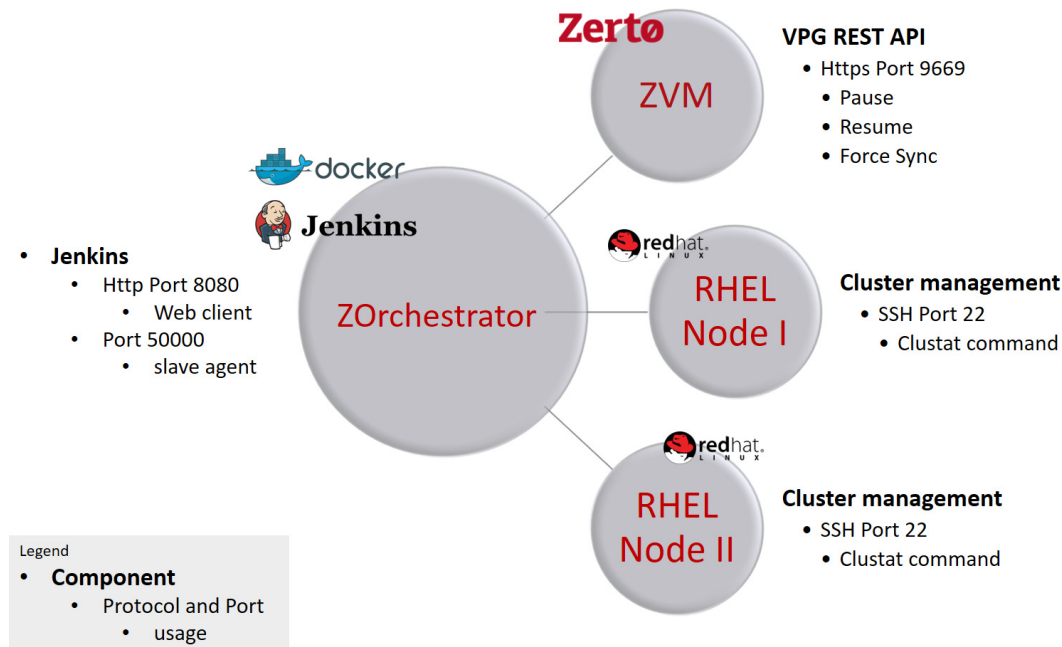 Zertø
ZVM
VPG REST API
• Https Port 9669
• Pause
• Resume
• Force Sync
docker
Jenkins
ZOrchestrator
• Jenkins
• Http Port 8080
• Web client
• Port 50000
• slave agent
redhat.
LINUX
RHEL
Node I
Cluster management
• SSH Port 22
• Clustat command
redhat.
LINUX
RHEL
Node II
Cluster management
• SSH Port 22
• Clustat command
Legend
• Component
• Protocol and Port
• usage